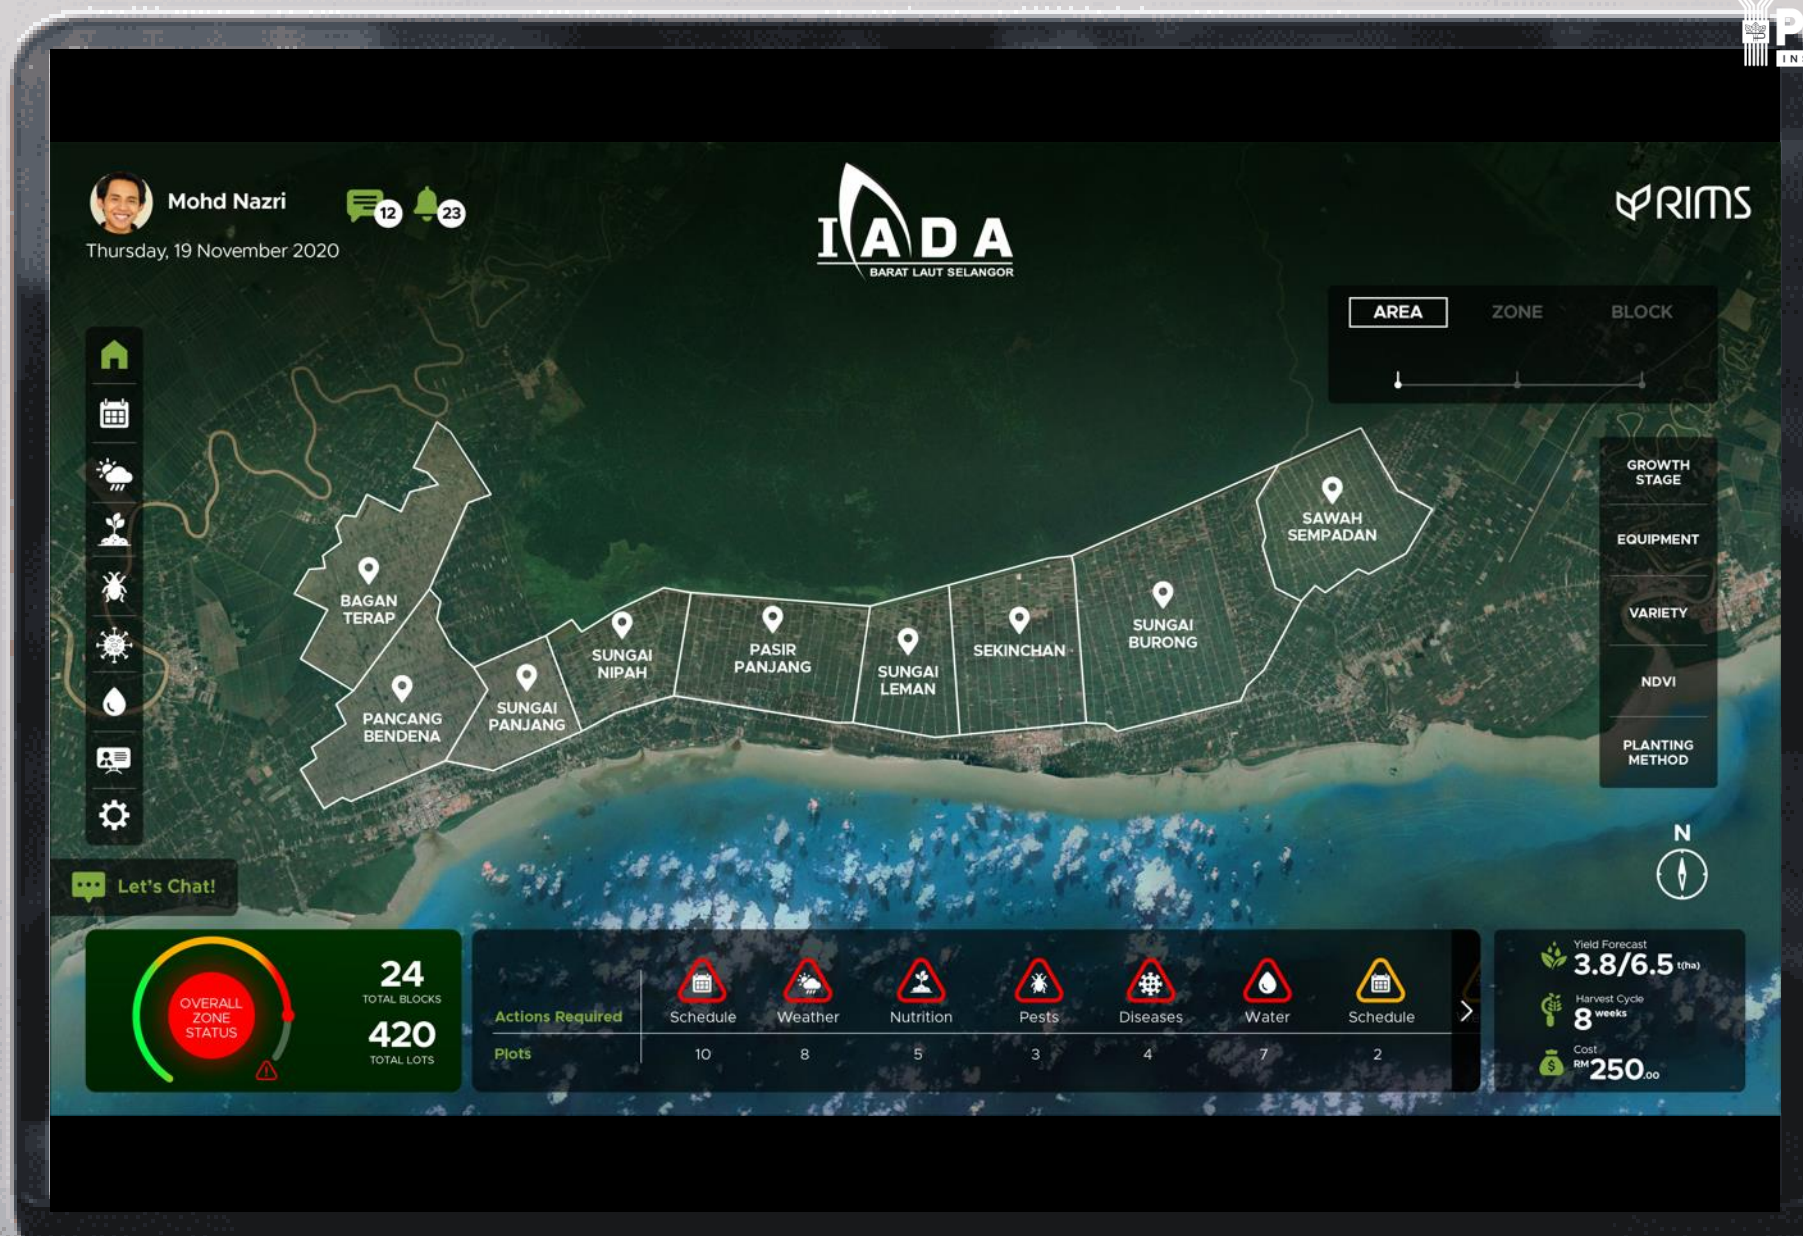 Mohd Nazri
12
23
Thursday, 19 November 2020
IADA
BARAT LAUT SELANGOR
RIMS
AREA
ZONE
BLOCK
GROWTH
STAGE
EQUIPMENT
VARIETY
NDVI
PLANTING
METHOD
BAGAN
TERAP
PANCANG
BENDENA
SUNGAI
PANJANG
SUNGAI
NIPAH
PASIR
PANJANG
SUNGAI
LEMAN
SEKINCHAN
SUNGAI
BURONG
SAWAH
SEMPADAN
N
Let's Chat!
OVERALL
ZONE
STATUS
24
TOTAL BLOCKS
420
TOTAL LOTS
Actions Required
Schedule
Weather
Nutrition
Pests
Diseases
Water
Schedule
Plots
10
8
5
3
4
7
2
Yield Forecast
3.8/6.5 t(ha)
Harvest Cycle
8 weeks
Cost
RM250.00